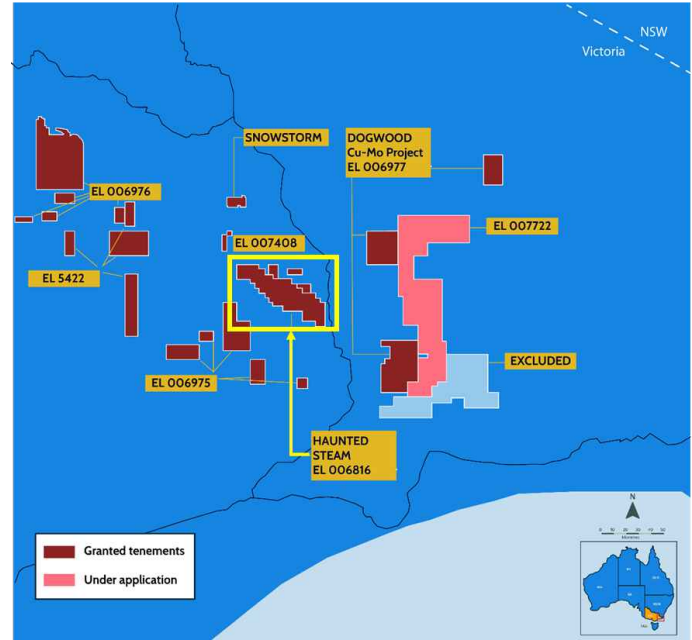 NSW
Victoria
SNOWSTORM
DOGWOOD
Cu-Mo Project
EL 006977
EL 006976
EL 007722
EL 007408
EL 5422
EXCLUDED
EL 006975
HAUNTED
STEAM
EL 006816
N
Granted tenements
Under application